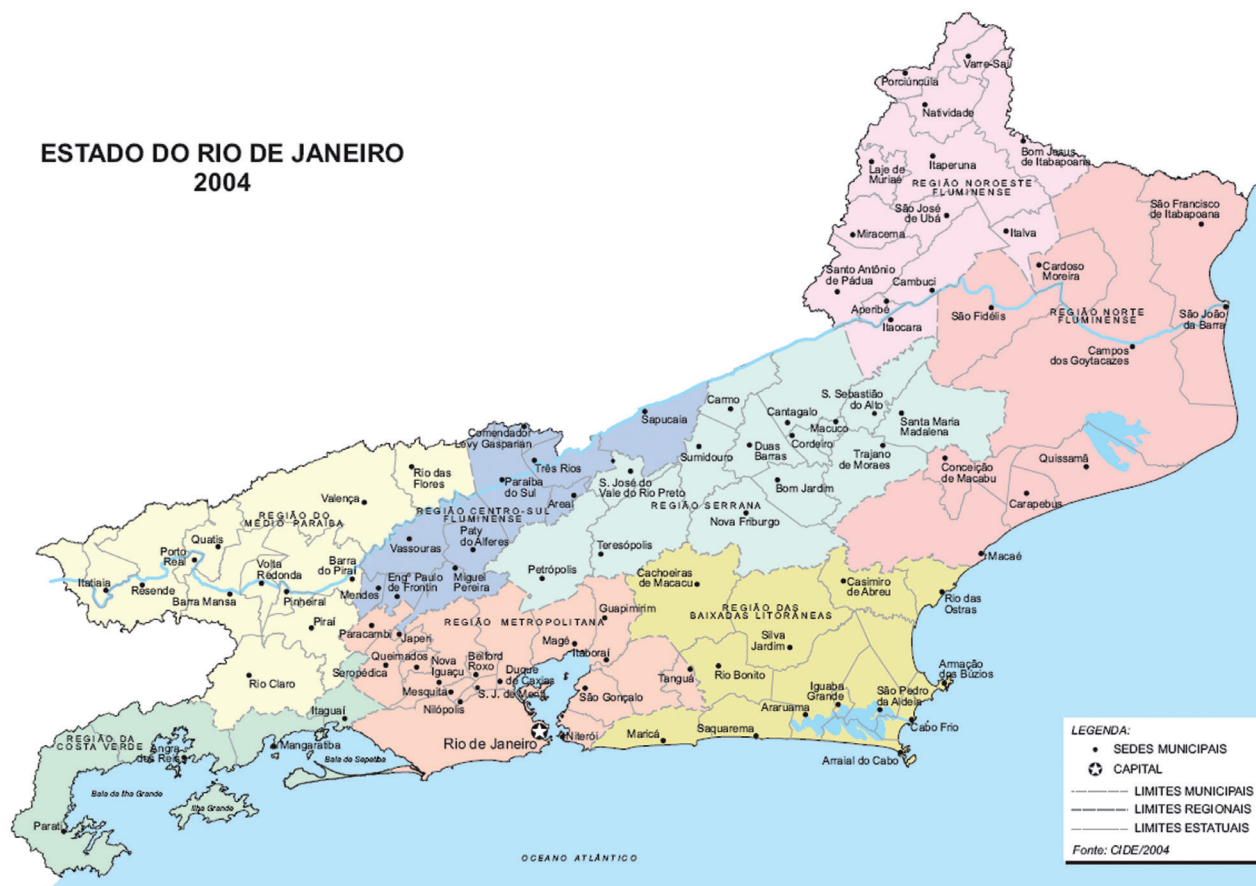 ESTADO DO RIO DE JANEIRO
2004
Varre-Sai
Porciúncula
Natividade
Bom Jesus
de Itabapoana
Laje de
Muriaé
Itaperuna
REGIÃO NOROESTE
FLUMINENSE
São José
de Ubá
Miracema
Italva
Santo Antônio
de Pádua
Cambuci
Aperibé
Itaocara
São Francisco
de Itabapoana
Cardoso
Moreira
São Fidélis
REGIÃO NORTE
FLUMINENSE
São João
da Barra
Campos
dos Goytacazes
Quissamã
Conceição
de Macabu
Carapebus
Macaé
Carmo
Cantagalo
S. Sebastião
do Alto
Macuco
Santa Maria
Madalena
Sumidouro
Duas
Barras
Cordeiro
Trajano
de Moraes
Bom Jardim
S. José do
Vale do Rio Preto
REGIÃO SERRANA
Nova Friburgo
Teresópolis
Petrópolis
Sapucaia
Comendador
Levy Gasparian
Três Rios
Paraíba
do Sul
Areal
REGIÃO CENTRO-SUL
FLUMINENSE
Paty
do Alferes
Vassouras
Engº Paulo
de Frontin
Miguel
Pereira
Mendes
Rio das
Flores
Valença
REGIÃO DO
MÉDIO PARAÍBA
Quatis
Porto
Real
Itatiaia
Resende
Volta
Redonda
Barra
do Piraí
Barra Mansa
Pinheiral
Piraí
Rio Claro
Cachoeiras
de Macacu
Casimiro
de Abreu
Rio das
Ostras
REGIÃO DAS
BAIXADAS LITORÂNEAS
Silva
Jardim
Rio Bonito
Armação
dos Búzios
Iguaba
Grande
São Pedro
da Aldeia
Araruama
Cabo Frio
Saquarema
Maricá
Arraial do Cabo
Guapimirim
REGIÃO METROPOLITANA
Paracambi
Japeri
Magé
Itaboraí
Queimados
Seropédica
Nova
Iguaçu
Belford
Roxo
Duque
de Caxias
Tanguá
Mesquita
S. J. de Meriti
São Gonçalo
Nilópolis
Rio de Janeiro
Niterói
Itaguaí
REGIÃO DA
COSTA VERDE
Angra
dos Reis
Mangaratiba
Baía de Sepetiba
Baía da Ilha Grande
Ilha Grande
Parati
OCEANO ATLÂNTICO
LEGENDA:
SEDES MUNICIPAIS
CAPITAL
LIMITES MUNICIPAIS
LIMITES REGIONAIS
LIMITES ESTATUAIS
Fonte: CIDE/2004